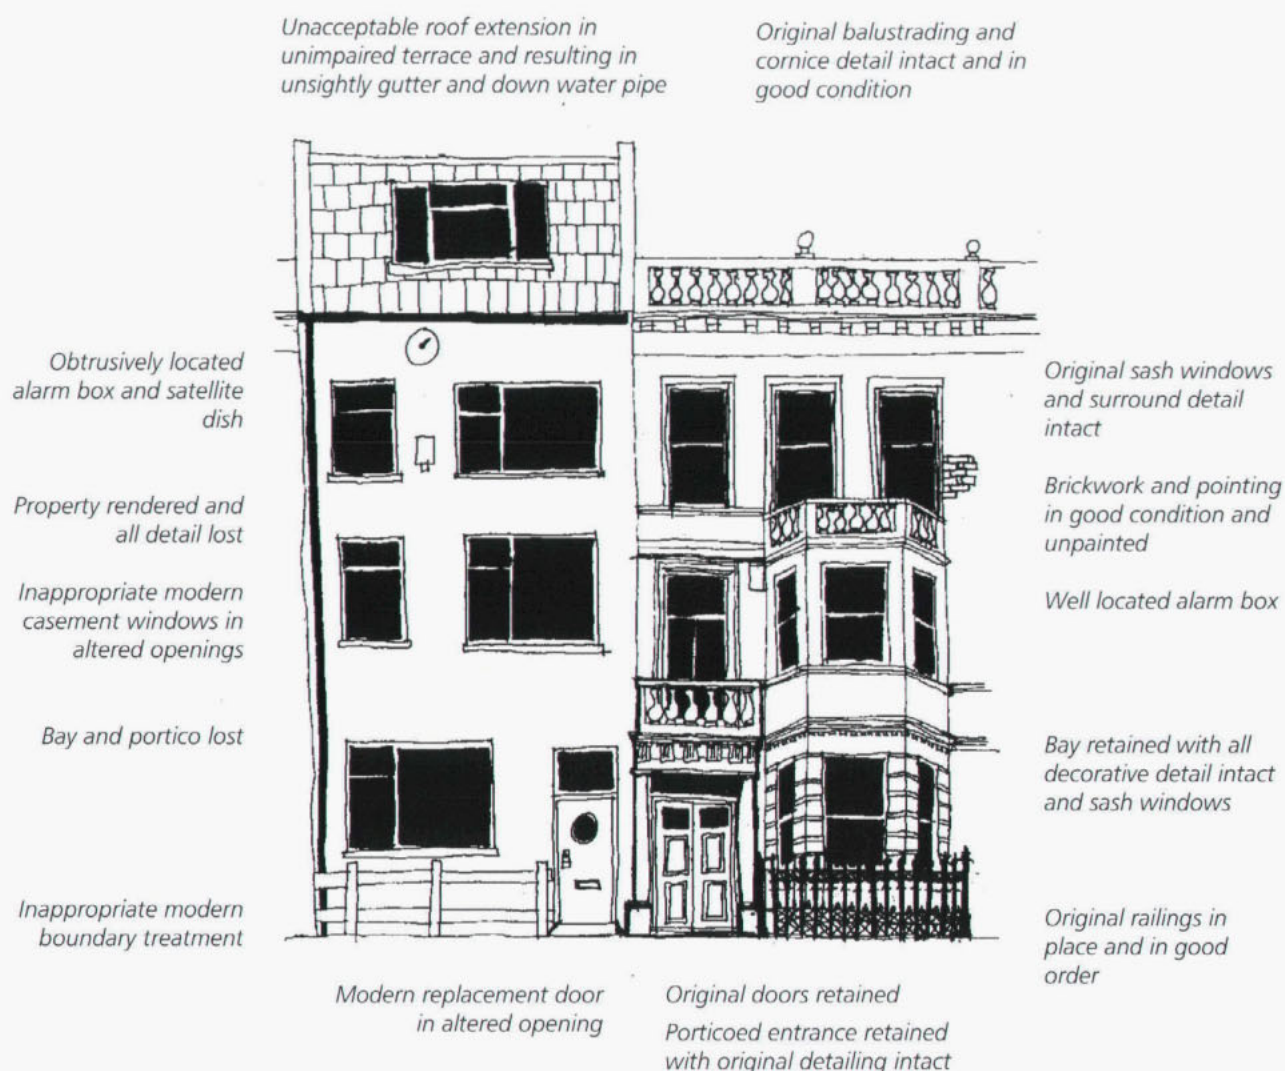 Unacceptable roof extension in
unimpaired terrace and resulting in
unsightly gutter and down water pipe
Original balustrading and
cornice detail intact and in
good condition
Obtrusively located
alarm box and satellite
dish
Property rendered and
all detail lost
Inappropriate modern
casement windows in
altered openings
Bay and portico lost
Inappropriate modern
boundary treatment
Original sash windows
and surround detail
intact
Brickwork and pointing
in good condition and
unpainted
Well located alarm box
Bay retained with all
decorative detail intact
and sash windows
Original railings in
place and in good
order
Modern replacement door
in altered opening
Original doors retained
Porticoed entrance retained
with original detailing intact